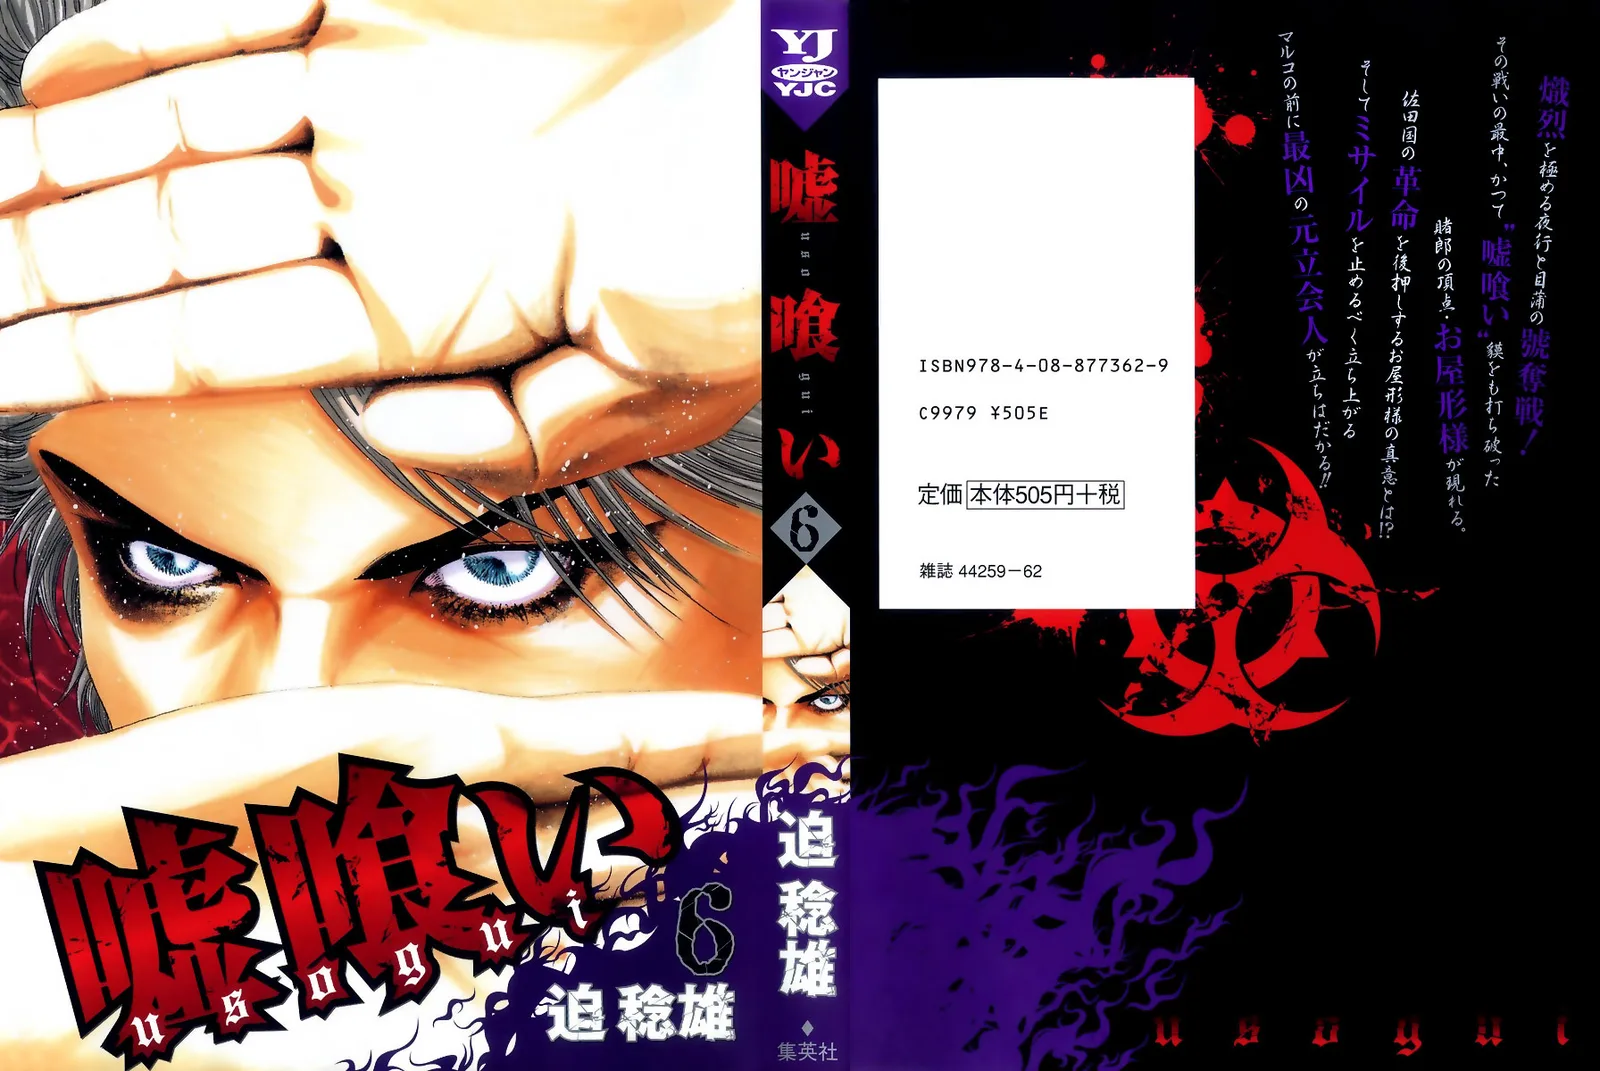 嘘喰い
usogui
6
迫稔雄
YJ
ヤンジャン
YJC
嘘喰い
usogui
6
迫稔雄
集英社
熾烈を極める夜行と目蒲の號奪戦!
その戦いの最中、かつて"嘘喰い"貘をも打ち破った
賭郎の頂点・お屋形様が現れる。
佐田国の革命を後押しするお屋形様の真意とは!?
そしてミサイルを止めるべく立ち上がる
マルコの前に最凶の元立会人が立ちはだかる!!
ISBN978-4-08-877362-9
C9979 ¥505E
定価 本体505円+税
雑誌 44259-62
usogui